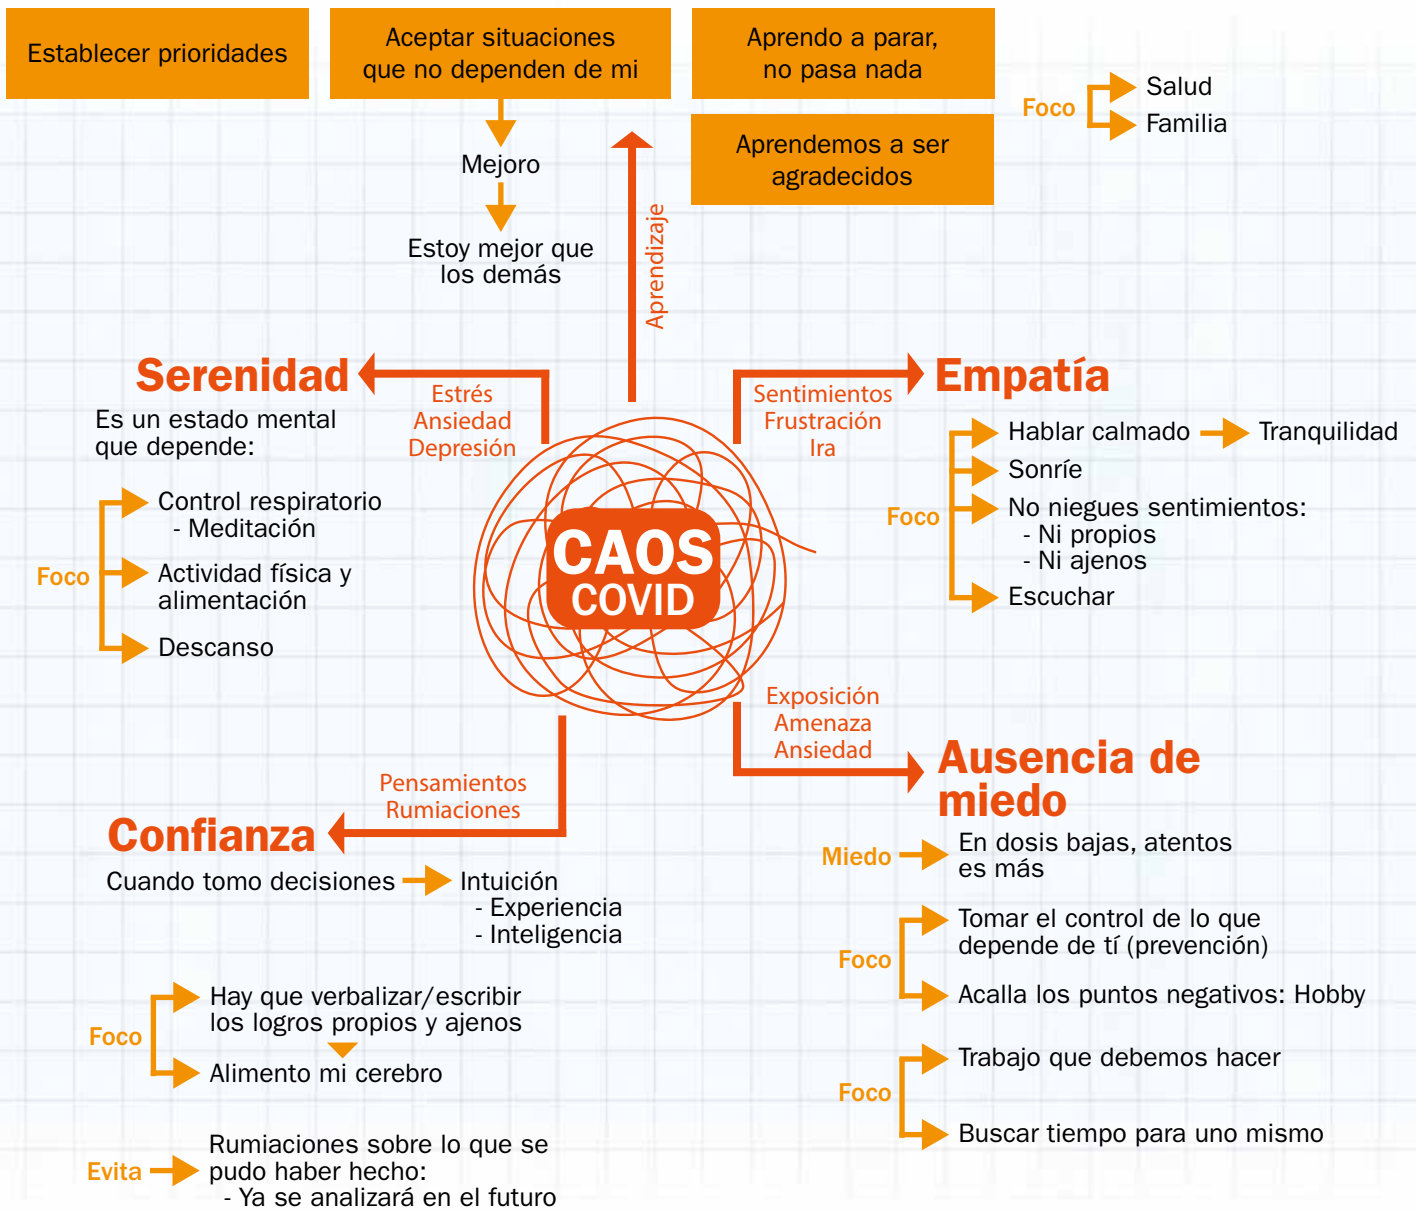 Establecer prioridades
Aceptar situaciones
que no dependen de mi
Aprendo a parar,
no pasa nada
Aprendemos a ser
agradecidos
Foco
Salud
Familia
Mejoro
Estoy mejor que
los demás
Aprendizaje
Serenidad
Estrés
Ansiedad
Depresión
Es un estado mental
que depende:
Foco
Control respiratorio
- Meditación
Actividad física y
alimentación
Descanso
Sentimientos
Frustración
Ira
Empatía
Foco
Hablar calmado
Tranquilidad
Sonríe
No niegues sentimientos:
- Ni propios
- Ni ajenos
Escuchar
CAOS
COVID
Pensamientos
Rumiaciones
Confianza
Cuando tomo decisiones
Intuición
- Experiencia
- Inteligencia
Foco
Hay que verbalizar/escribir
los logros propios y ajenos
Alimento mi cerebro
Evita
Rumiaciones sobre lo que se
pudo haber hecho:
- Ya se analizará en el futuro
Exposición
Amenaza
Ansiedad
Ausencia de
miedo
Miedo
En dosis bajas, atentos
es más
Foco
Tomar el control de lo que
depende de tí (prevención)
Acalla los puntos negativos: Hobby
Foco
Trabajo que debemos hacer
Buscar tiempo para uno mismo